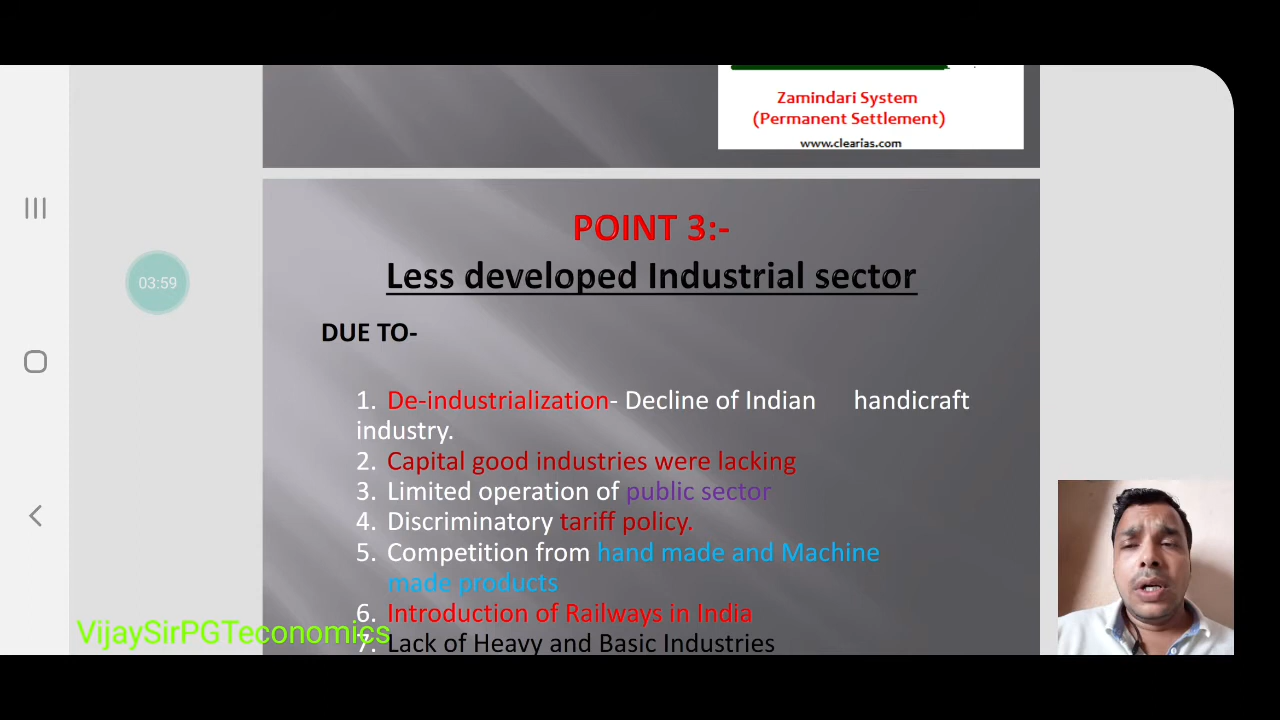 Zamindari System
(Permanent Settlement)
www.clearias.com
POINT 3:-
Less developed Industrial sector
03:59
DUE TO-
1. De-industrialization- Decline of Indian handicraft
industry.
2. Capital good industries were lacking
3. Limited operation of public sector
4. Discriminatory tariff policy.
5. Competition from hand made and Machine
made products
6. Introduction of Railways in India
VijaySirPGTeconomics
7. Lack of Heavy and Basic Industries